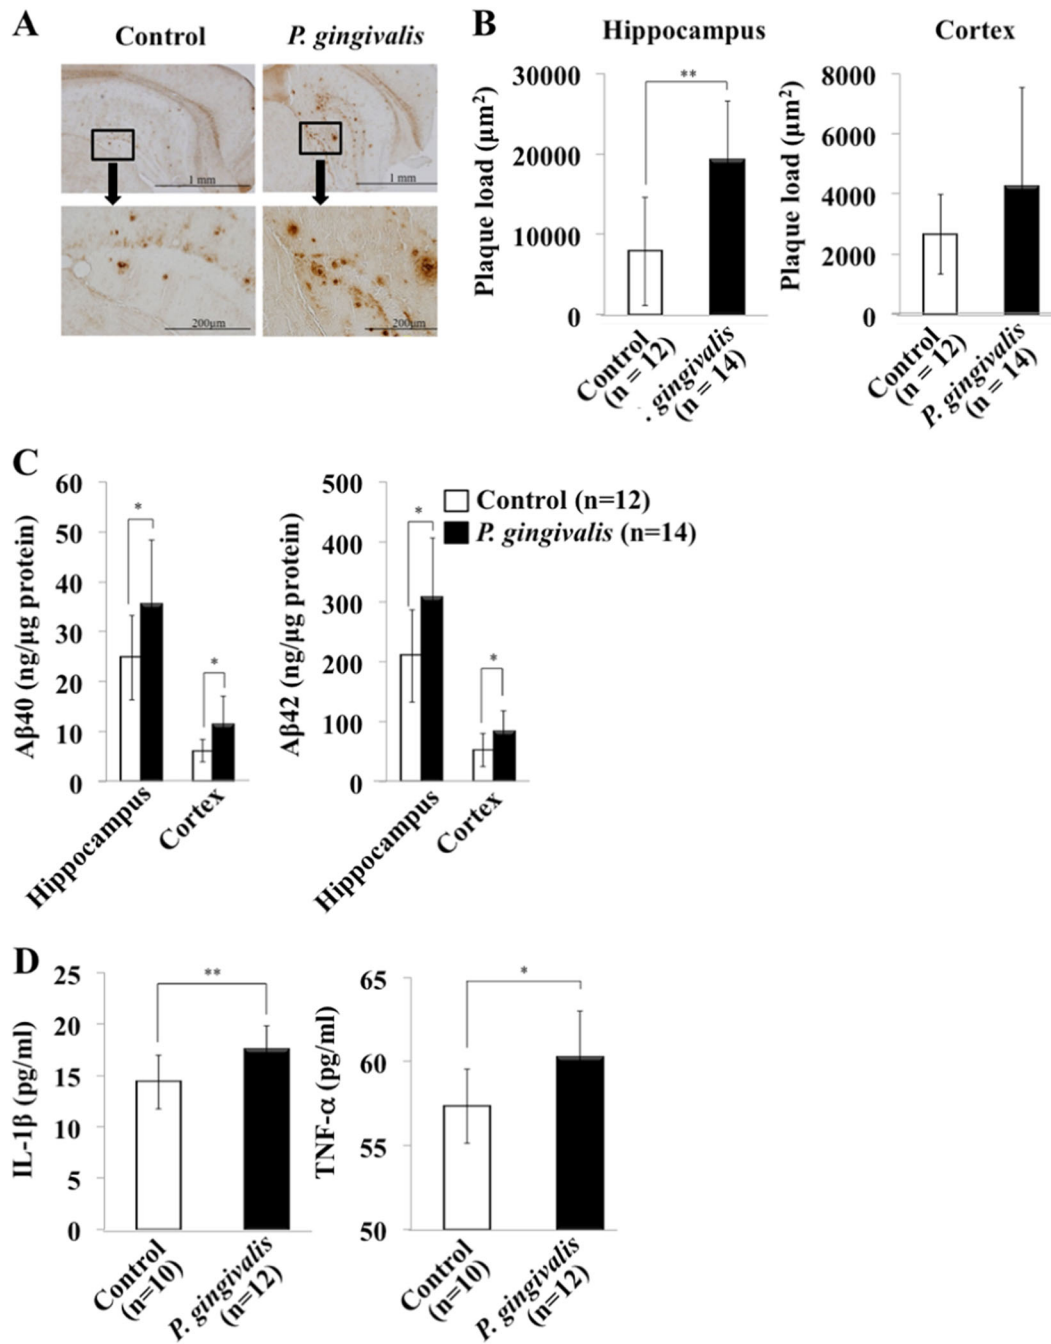 A
Control
P. gingivalis
1 mm
1 mm
200μm
200μm
B
Hippocampus
Cortex
Plaque load (μm²)
30000
20000
10000
0
**
Control
(n = 12)
. gingivalis
(n = 14)
Plaque load (μm²)
8000
6000
4000
2000
0
Control
(n = 12)
P. gingivalis
(n = 14)
C
Aβ40 (ng/μg protein)
60
50
40
30
20
10
0
*
*
Hippocampus
Cortex
Aβ42 (ng/μg protein)
500
400
300
200
100
0
*
*
Hippocampus
Cortex
Control (n=12)
P. gingivalis (n=14)
D
IL-1β (pg/ml)
25
20
15
10
5
0
**
Control
(n=10)
P. gingivalis
(n=12)
TNF-α (pg/ml)
65
60
55
50
*
Control
(n=10)
P. gingivalis
(n=12)